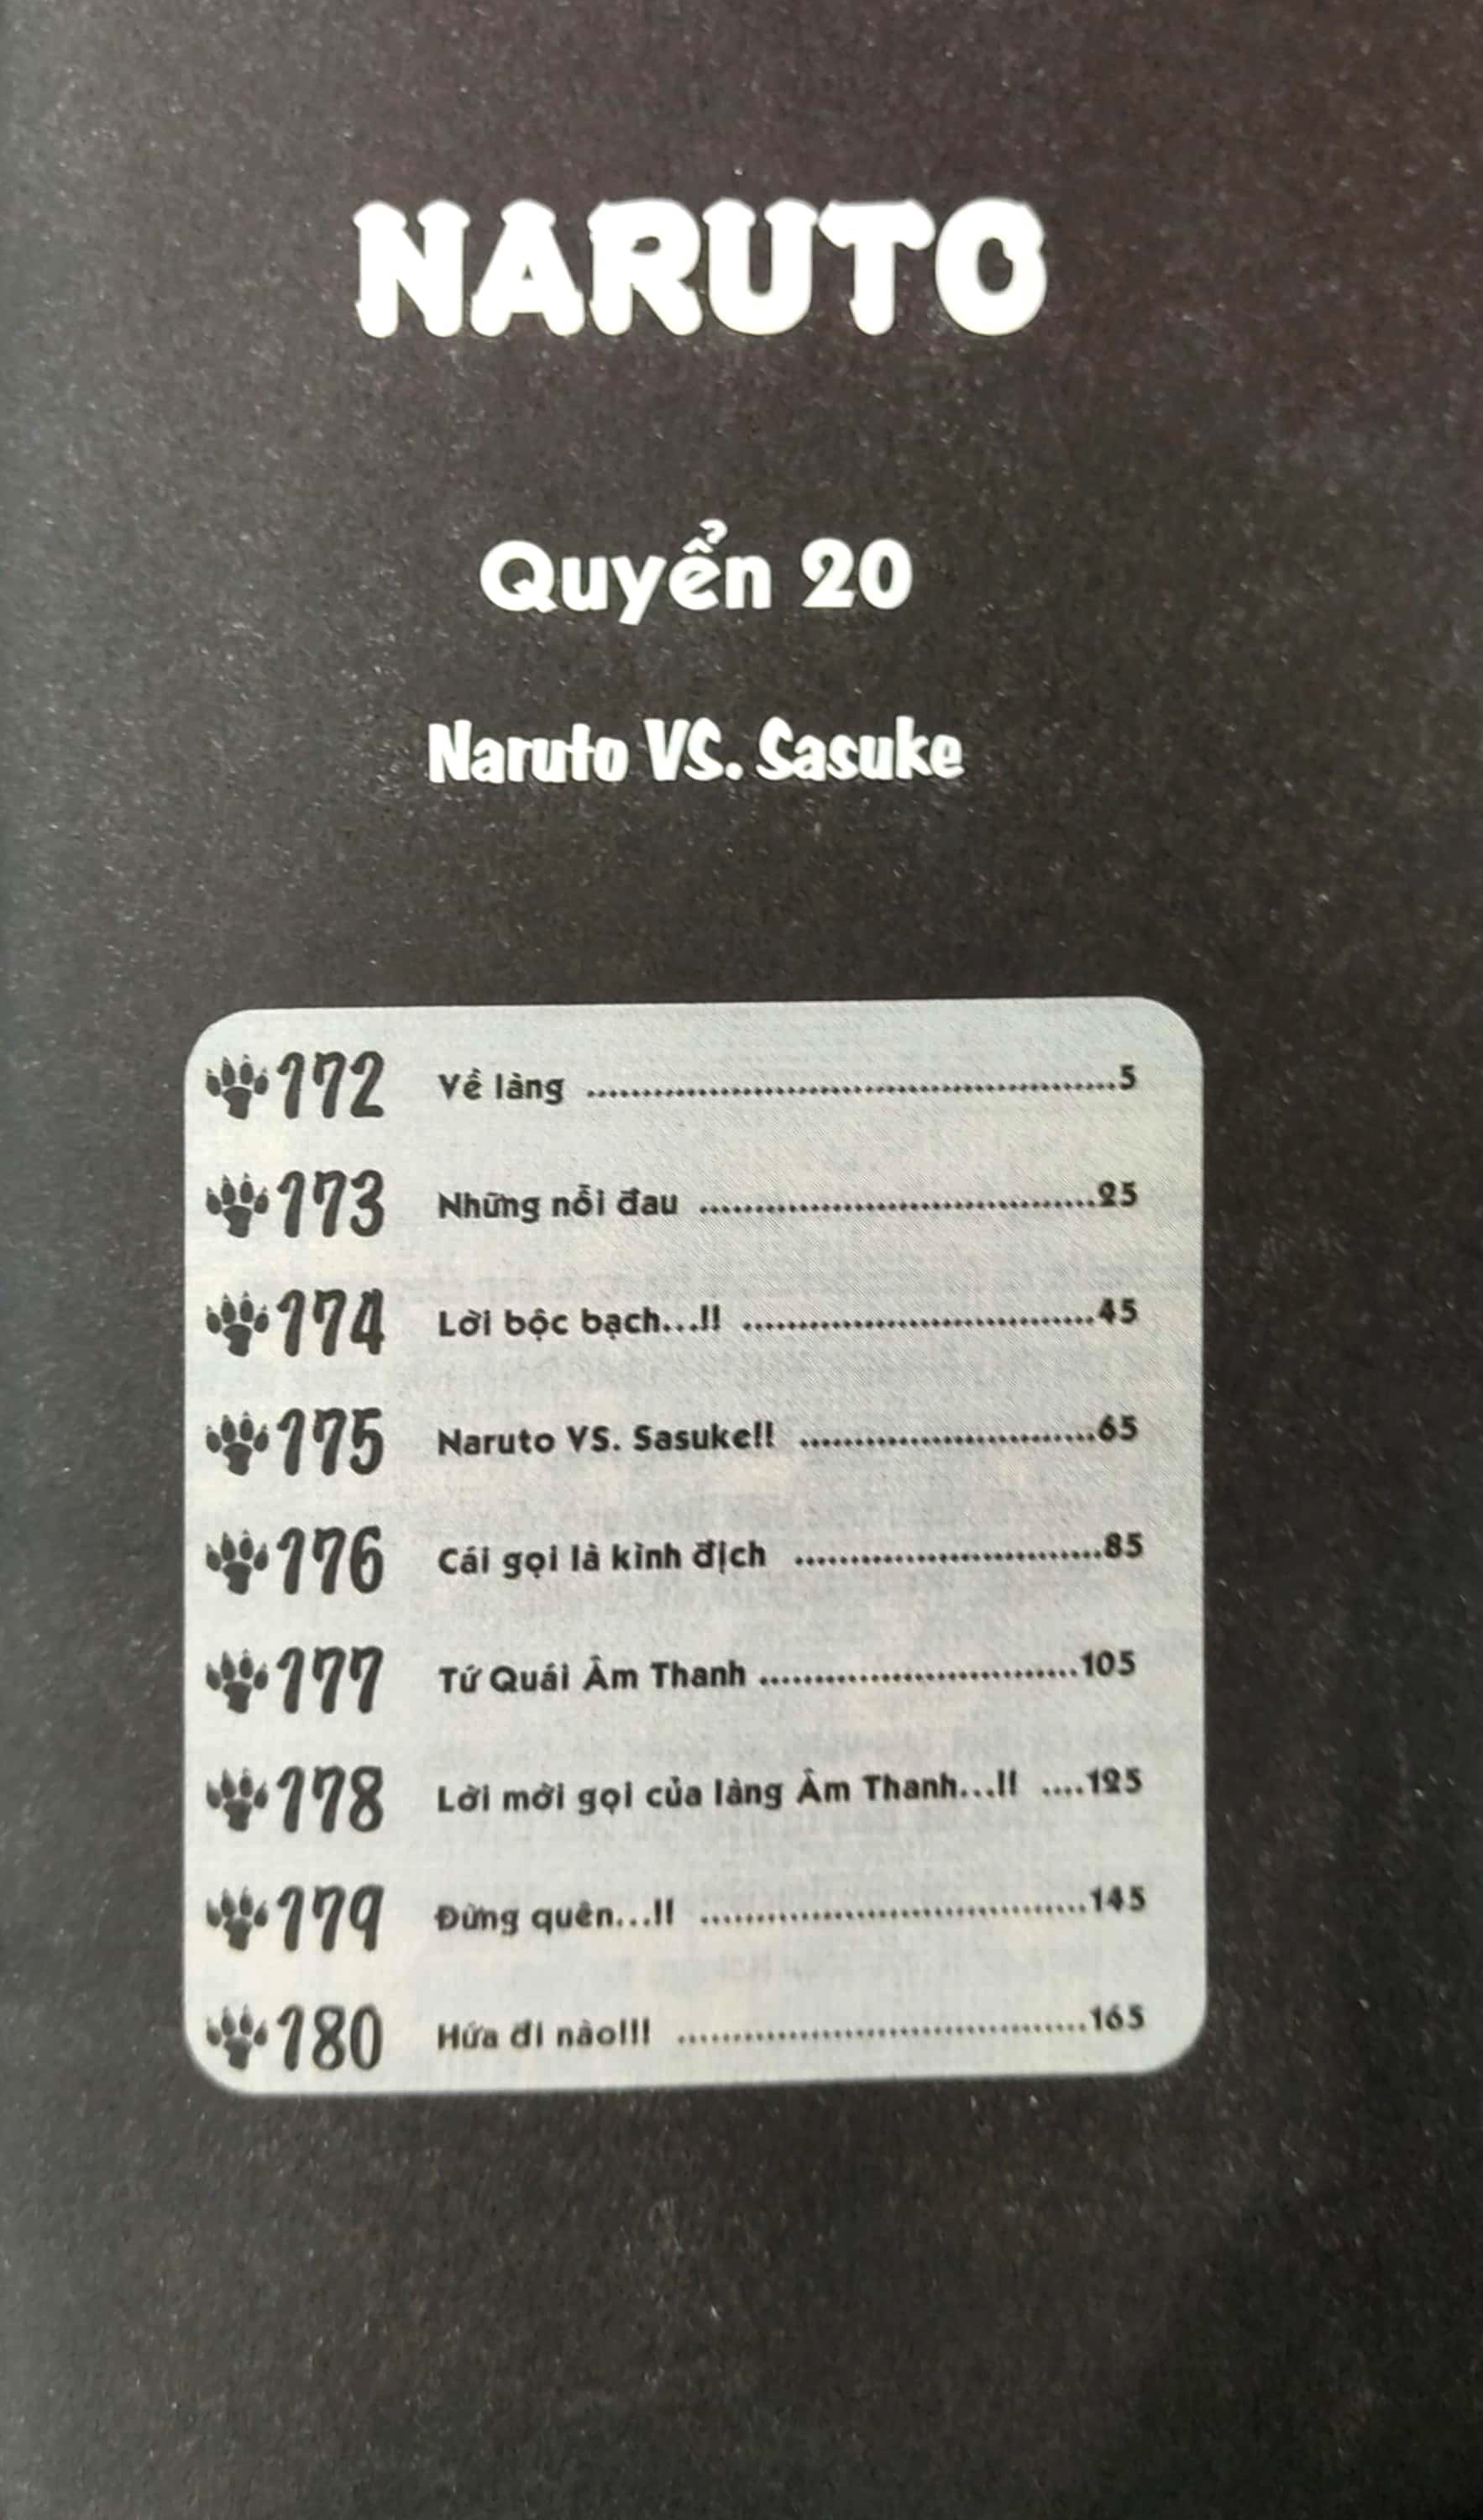 NARUTO
Quyển 20
Naruto VS. Sasuke
172 Về làng ................................................5
173 Những nỗi đau ....................................25
174 Lời bộc bạch...!! ................................45
175 Naruto VS. Sasuke!! ...........................65
176 Cái gọi là kình địch ............................85
177 Tứ Quái Âm Thanh .............................105
178 Lời mời gọi của làng Âm Thanh...!! ....125
179 Đừng quên...!! ...................................145
180 Hứa đi nào!!! .....................................165